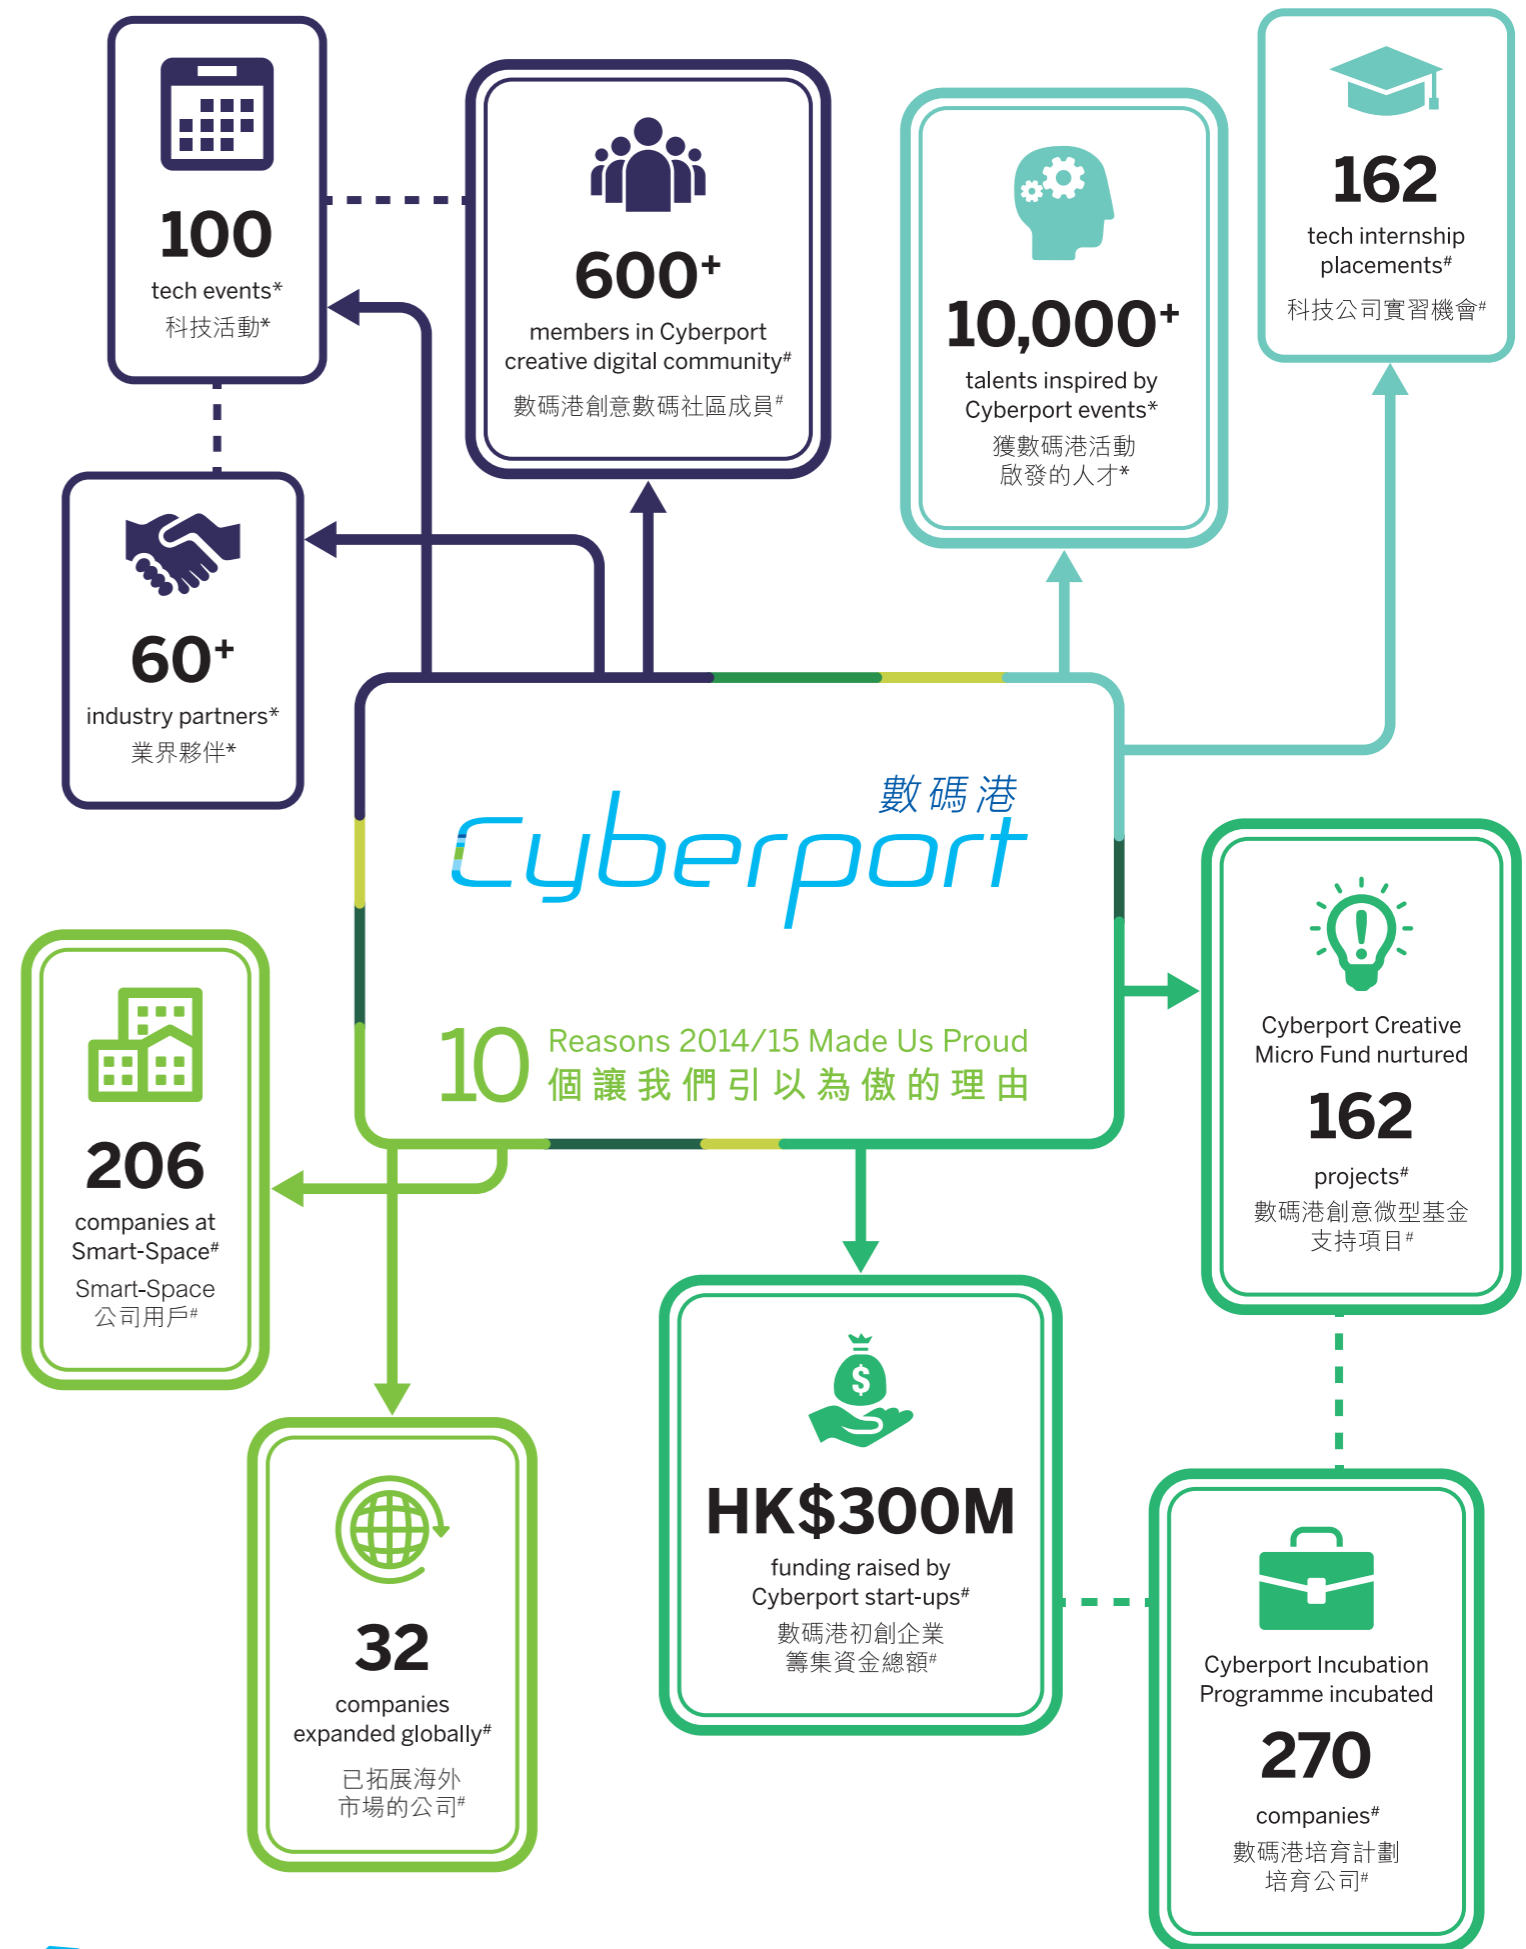 100
tech events*
科技活動*
600+
members in Cyberport
creative digital community#
數碼港創意數碼社區成員#
10,000+
talents inspired by
Cyberport events*
獲數碼港活動
啟發的人才*
162
tech internship
placements#
科技公司實習機會#
60+
industry partners*
業界夥伴*
數碼港
Cyberport
10 Reasons 2014/15 Made Us Proud
個讓我們引以為傲的理由
Cyberport Creative
Micro Fund nurtured
162
projects#
數碼港創意微型基金
支持項目#
206
companies at
Smart-Space#
Smart-Space
公司用戶#
32
companies
expanded globally#
已拓展海外
市場的公司#
$
HK$300M
funding raised by
Cyberport start-ups#
數碼港初創企業
籌集資金總額#
Cyberport Incubation
Programme incubated
270
companies#
數碼港培育計劃
培育公司#